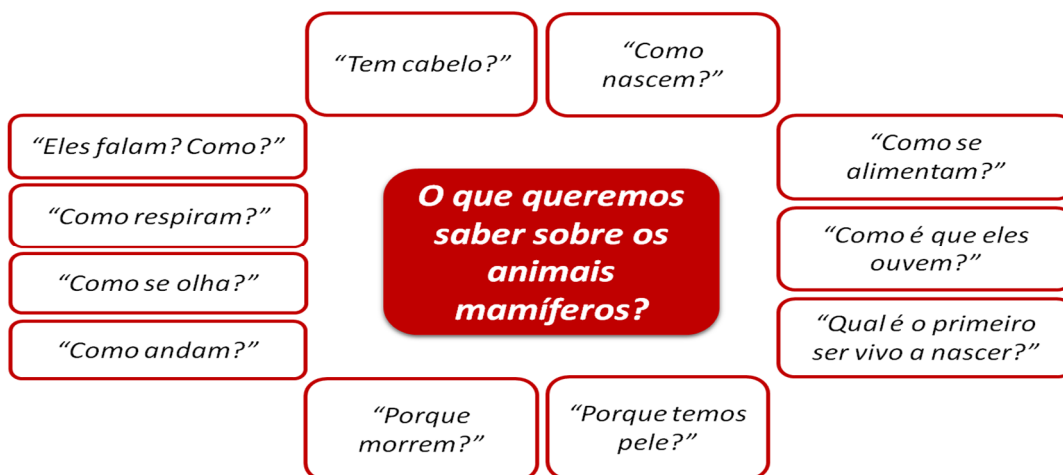 “Tem cabelo?”
“Como
nascem?”
“Eles falam? Como?”
“Como respiram?”
“Como se olha?”
“Como andam?”
O que queremos
saber sobre os
animais
mamíferos?
“Como se
alimentam?”
“Como é que eles
ouvem?”
“Qual é o primeiro
ser vivo a nascer?”
“Porque
morrem?”
“Porque temos
pele?”